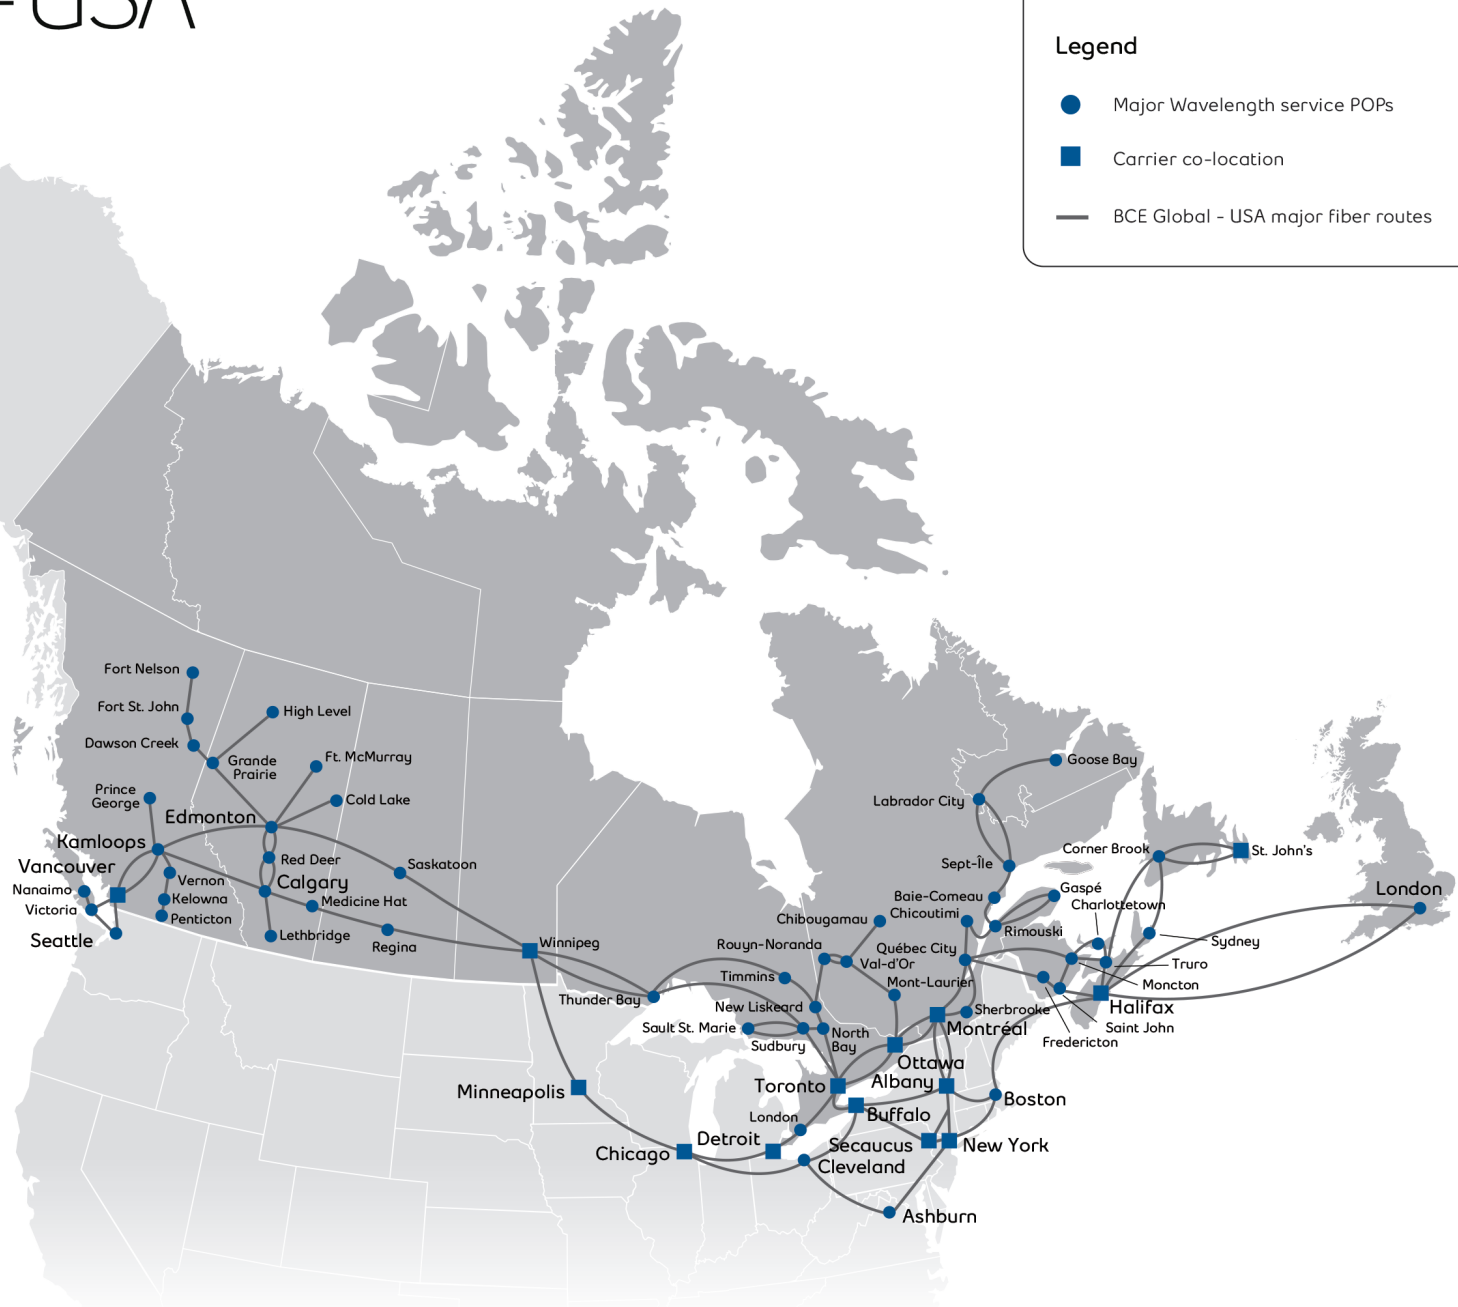 - USA
Legend
Major Wavelength service POPs
Carrier co-location
BCE Global - USA major fiber routes
Fort Nelson
Fort St. John
High Level
Dawson Creek
Grande
Prairie
Ft. McMurray
Prince
George
Cold Lake
Edmonton
Kamloops
Vancouver
Red Deer
Saskatoon
Nanaimo
Vernon
Calgary
Victoria
Kelowna
Medicine Hat
Penticton
Seattle
Lethbridge
Regina
Winnipeg
Thunder Bay
Goose Bay
Labrador City
Sept-Île
Corner Brook
St. John's
Baie-Comeau
Gaspé
London
Chicoutimi
Charlottetown
Chibougamau
Rimouski
Rouyn-Noranda
Québec City
Sydney
Val-d'Or
Truro
Timmins
Mont-Laurier
Moncton
New Liskeard
Sherbrooke
Halifax
Sault St. Marie
North
Bay
Montréal
Saint John
Sudbury
Fredericton
Ottawa
Toronto
Albany
Minneapolis
Boston
London
Buffalo
Detroit
Secaucus
New York
Chicago
Cleveland
Ashburn